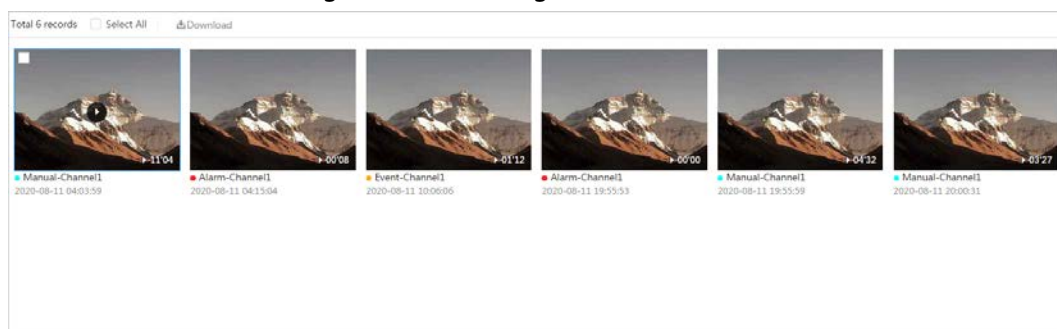 Total 6 records Select All Download
11:04 00:08 01:12 00:00 04:32 03:27
Manual-Channel1 Alarm-Channel1 Event-Channel1 Alarm-Channel1 Manual-Channel1 Manual-Channel1
2020-08-11 04:03:59 2020-08-11 04:15:04 2020-08-11 10:06:06 2020-08-11 19:55:53 2020-08-11 19:55:59 2020-08-11 20:00:31